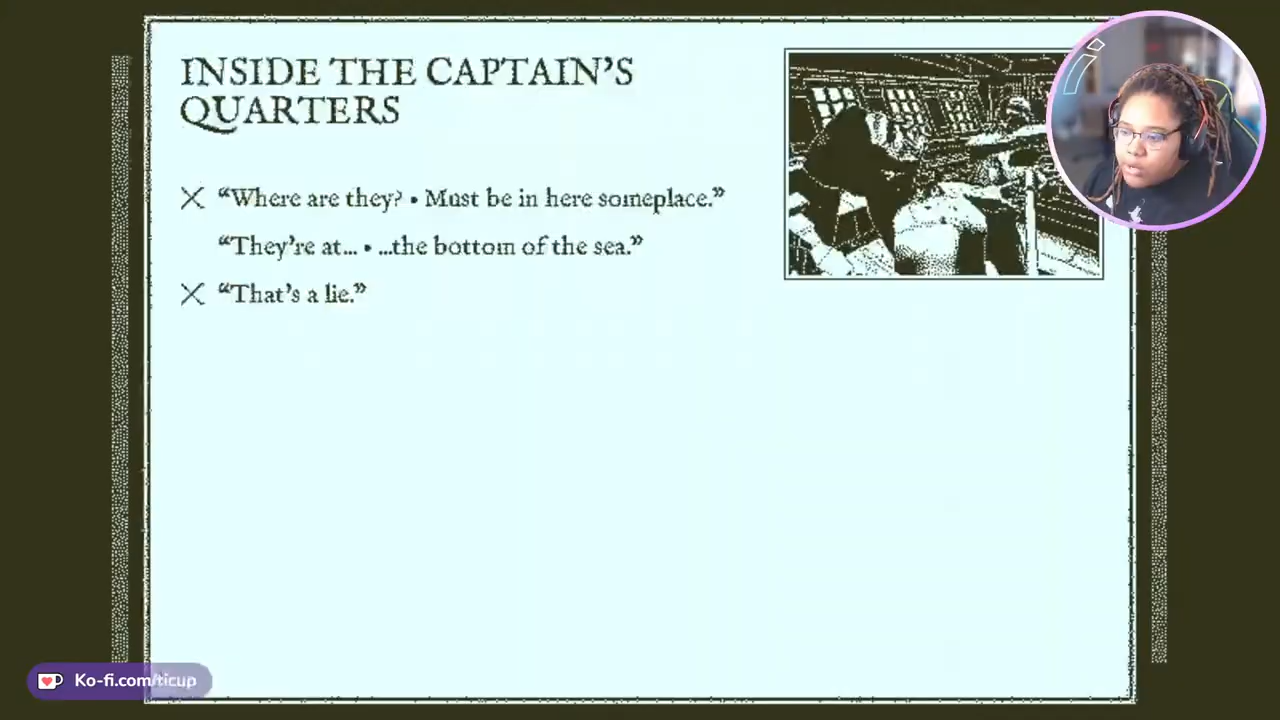 INSIDE THE CAPTAIN'S
QUARTERS
“Where are they? • Must be in here someplace.”
“They’re at... • ...the bottom of the sea.”
“That’s a lie.”
Ko-fi.com/ticup